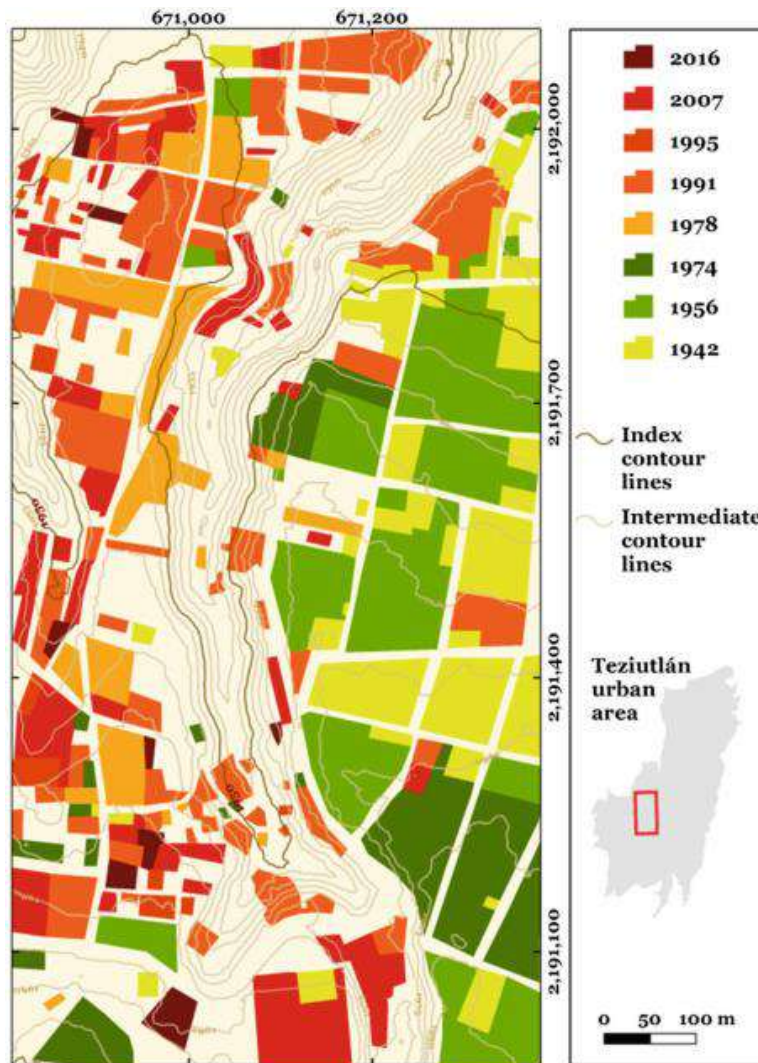 671,000
671,200
2,192,000
2,191,700
2,191,400
2,191,100
2016
2007
1995
1991
1978
1974
1956
1942
Index
contour
lines
Intermediate
contour
lines
Teziutlán
urban
area
0 50 100 m